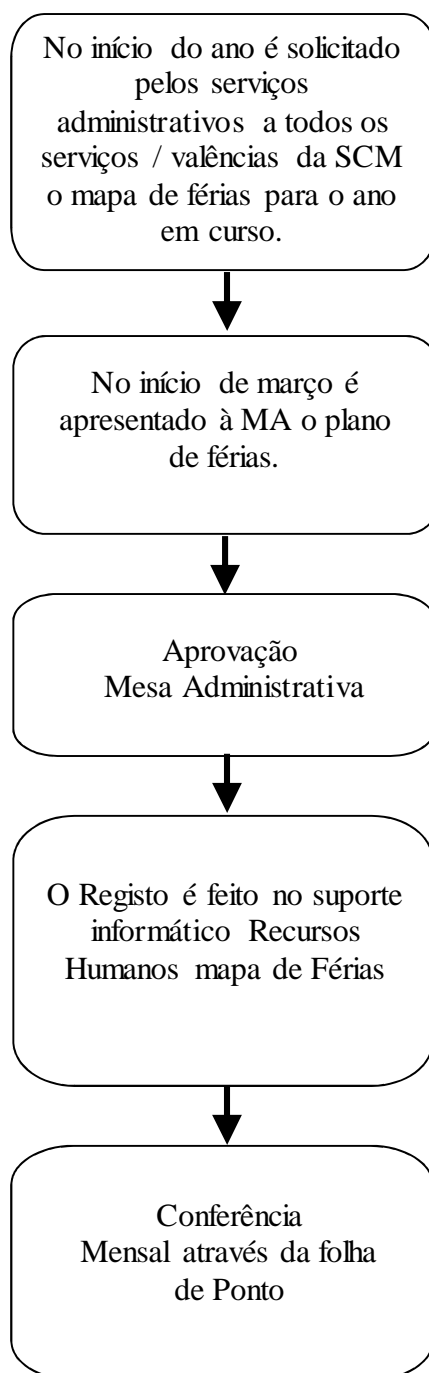 No início do ano é solicitado
pelos serviços
administrativos a todos os
serviços / valências da SCM
o mapa de férias para o ano
em curso.
No início de março é
apresentado à MA o plano
de férias.
Aprovação
Mesa Administrativa
O Registo é feito no suporte
informático Recursos
Humanos mapa de Férias
Conferência
Mensal através da folha
de Ponto